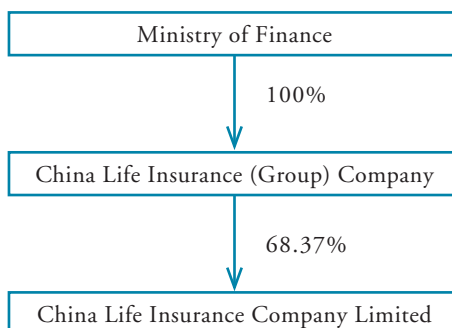 Ministry of Finance
100%
China Life Insurance (Group) Company
68.37%
China Life Insurance Company Limited